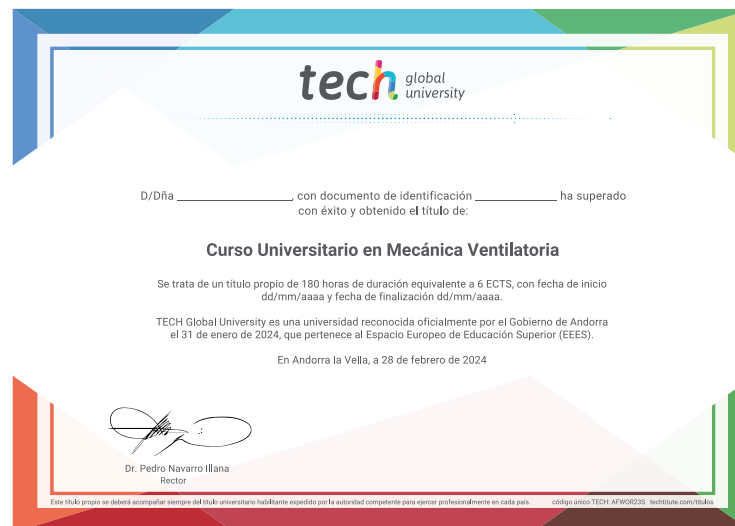 tech global university
D/Dña ____________________, con documento de identificación ______________ ha superado
con éxito y obtenido el título de:
Curso Universitario en Mecánica Ventilatoria
Se trata de un título propio de 180 horas de duración equivalente a 6 ECTS, con fecha de inicio
dd/mm/aaaa y fecha de finalización dd/mm/aaaa.
TECH Global University es una universidad reconocida oficialmente por el Gobierno de Andorra
el 31 de enero de 2024, que pertenece al Espacio Europeo de Educación Superior (EEES).
En Andorra la Vella, a 28 de febrero de 2024
Dr. Pedro Navarro Illana
Rector
Este título propio se deberá acompañar siempre del título universitario habilitante expedido por la autoridad competente para ejercer profesionalmente en cada país. código único TECH: AFWOR23S techtitute.com/titulos